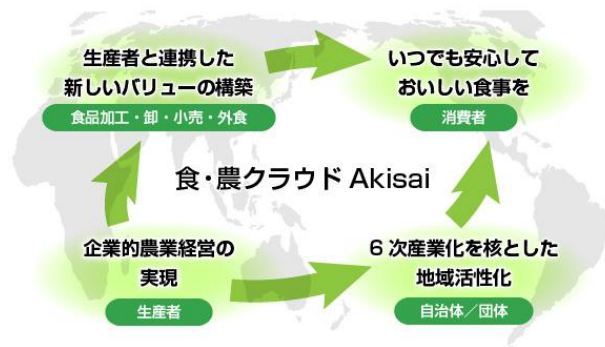 生産者と連携した
新しいバリューの構築
食品加工・卸・小売・外食
いつでも安心して
おいしい食事を
消費者
食・農クラウド Akisai
企業的農業経営の
実現
生産者
6次産業化を核とした
地域活性化
自治体／団体